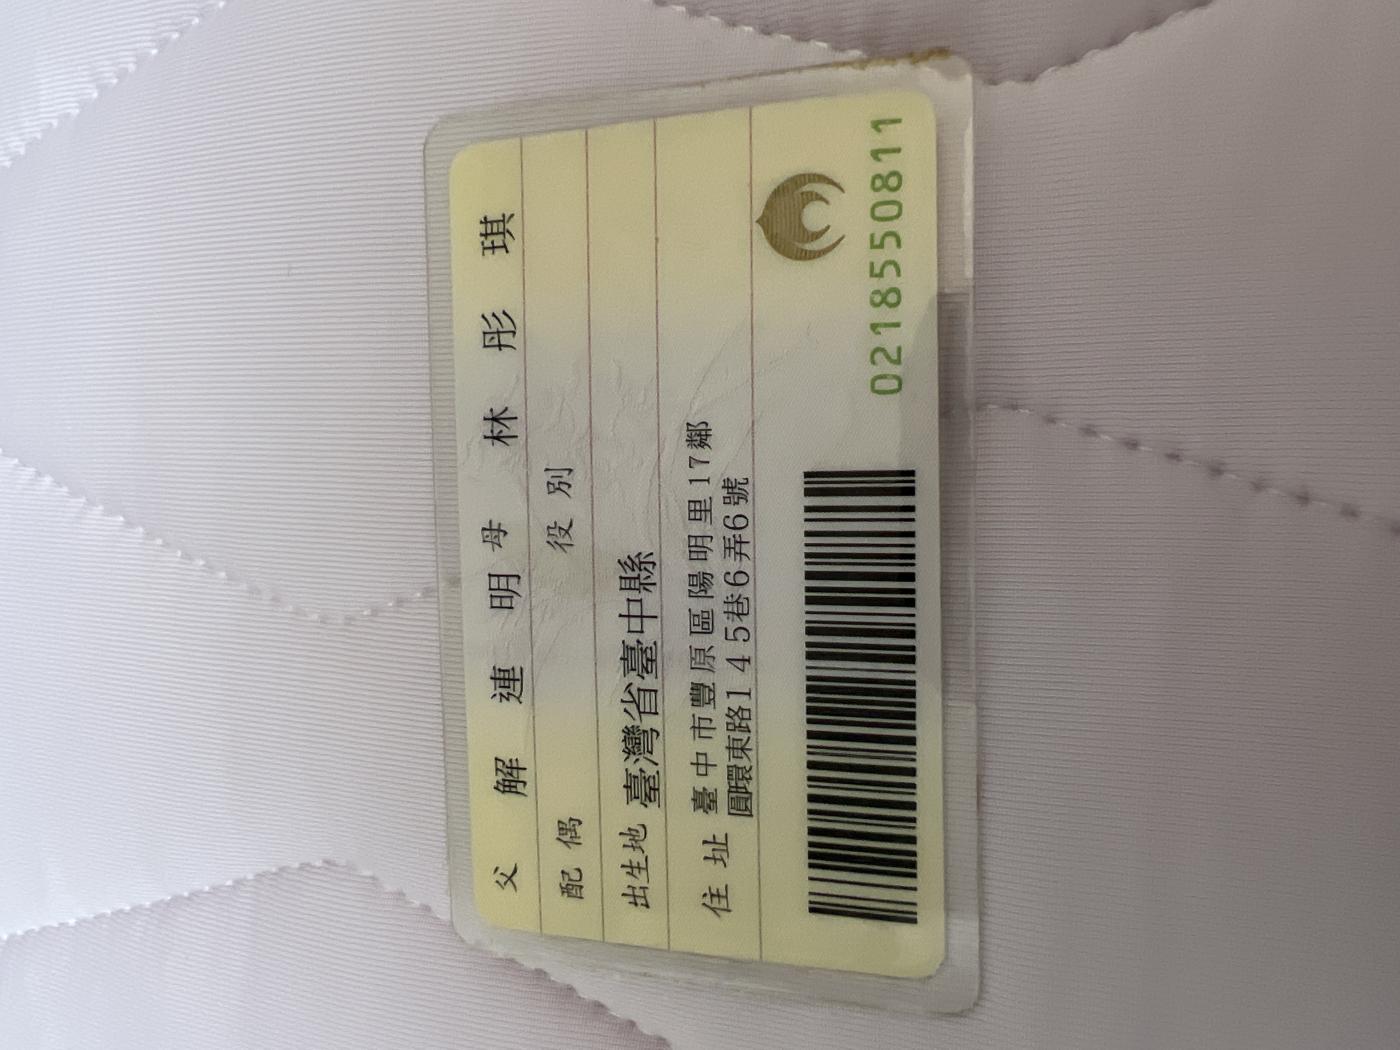 父 解連明 母 林彤琪
配偶 役別
出生地 臺灣省臺中縣
住址 臺中市豐原區陽明里17鄰
圓環東路145巷6弄6號
0218550811